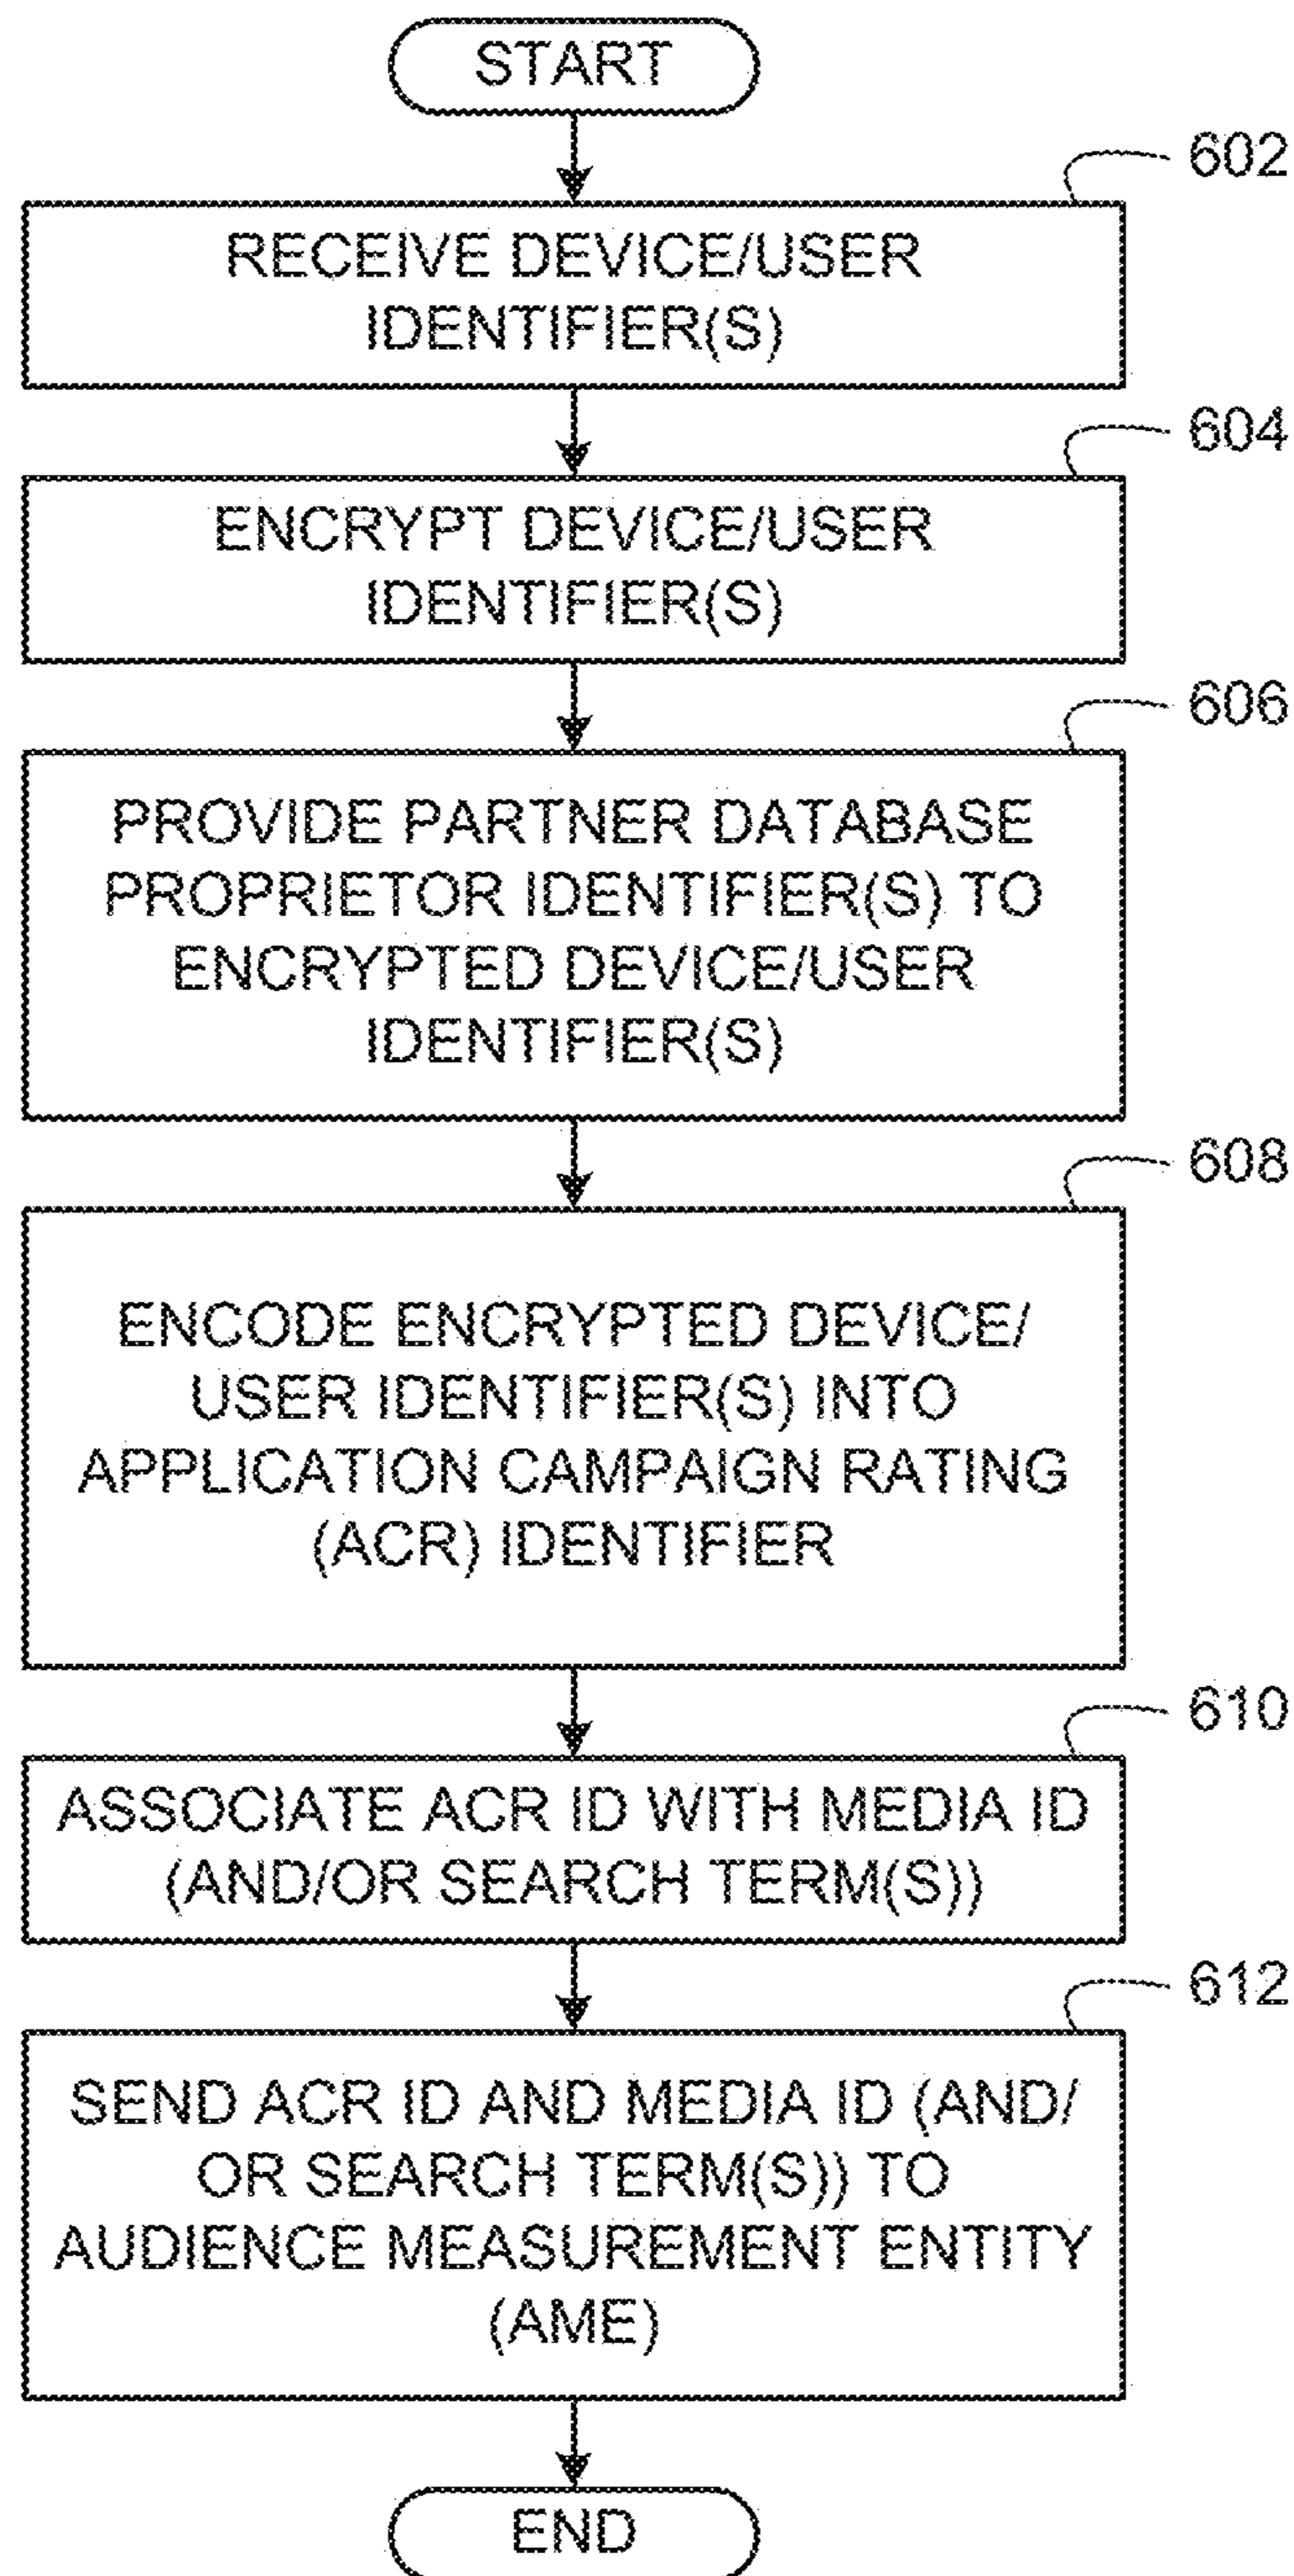 START
602
RECEIVE DEVICE/USER
IDENTIFIER(S)
604
ENCRYPT DEVICE/USER
IDENTIFIER(S)
606
PROVIDE PARTNER DATABASE
PROPRIETOR IDENTIFIER(S) TO
ENCRYPTED DEVICE/USER
IDENTIFIER(S)
608
ENCODE ENCRYPTED DEVICE/
USER IDENTIFIER(S) INTO
APPLICATION CAMPAIGN RATING
(ACR) IDENTIFIER
610
ASSOCIATE ACR ID WITH MEDIA ID
(AND/OR SEARCH TERM(S))
612
SEND ACR ID AND MEDIA ID (AND/
OR SEARCH TERM(S)) TO
AUDIENCE MEASUREMENT ENTITY
(AME)
END